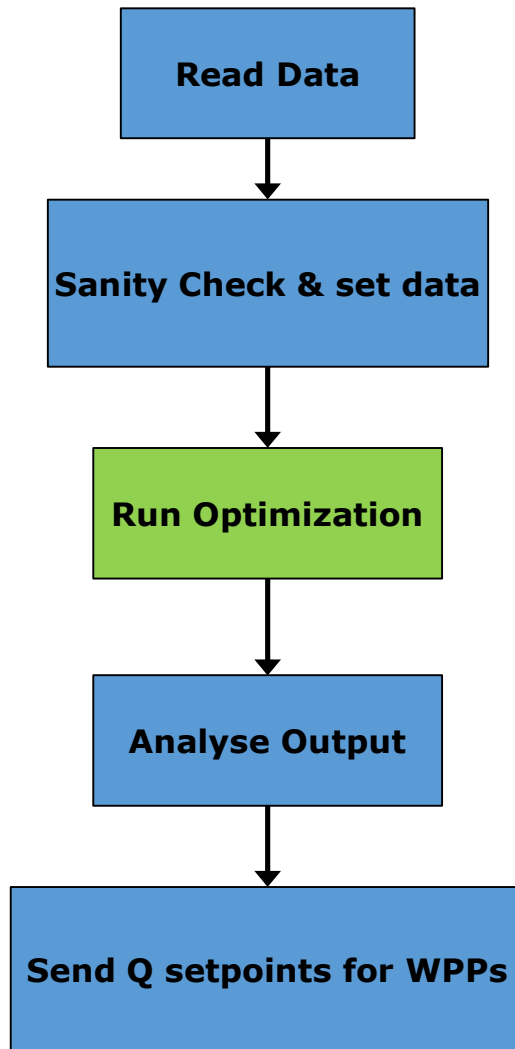 Read Data
Sanity Check & set data
Run Optimization
Analyse Output
Send Q setpoints for WPPs